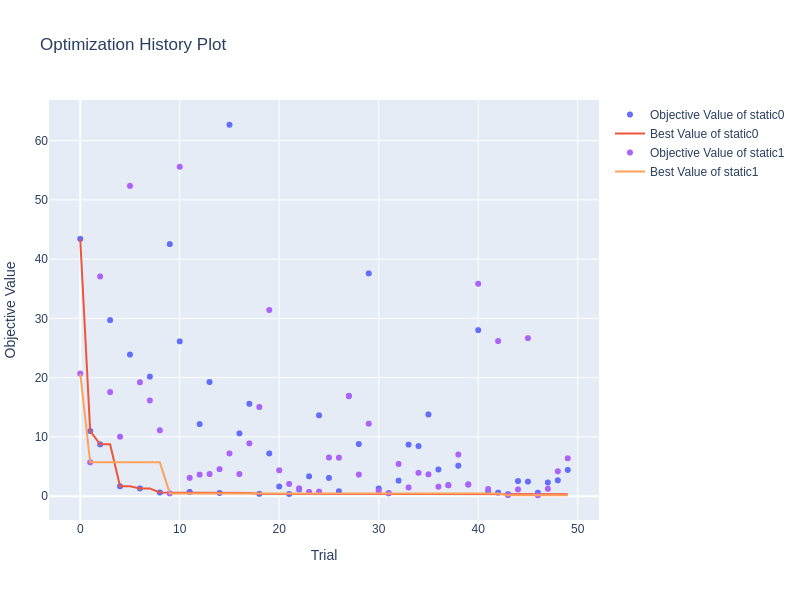 Optimization History Plot
Objective Value of static0
Best Value of static0
Objective Value of static1
Best Value of static1
60
50
40
30
20
10
0
Objective Value
0
10
20
30
40
50
Trial